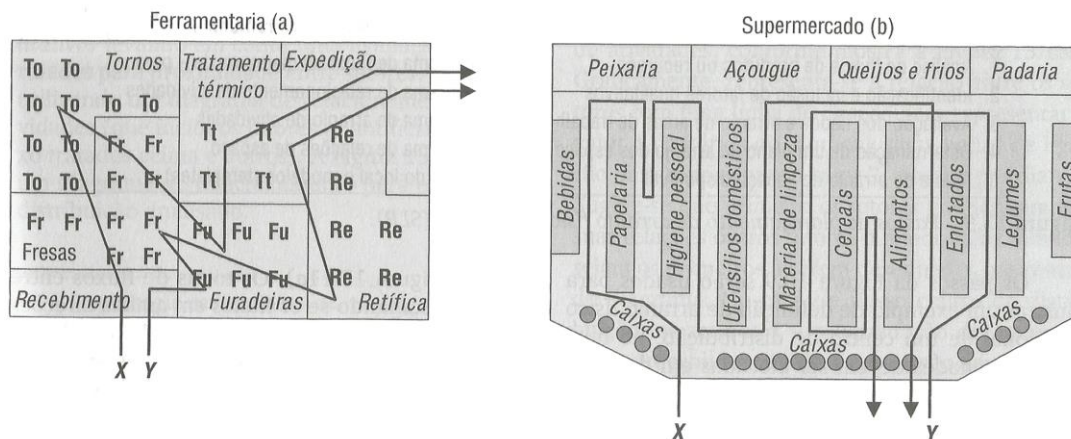 Ferramentaria (a)
To To Tornos Tratamento térmico Expedição
To To To To
To To Fr Fr Tt Tt Re
To To Fr Fr Tt Tt
Fr Fr Fr Fr Fu Fu Fu Re Re
Fresas Fr Fr Fu Fu Fu Re Re
Recebimento Furadeiras Retífica
X Y
Supermercado (b)
Peixaria Açougue Queijos e frios Padaria
Bebidas
Papelaria
Higiene pessoal
Utensílios domésticos
Material de limpeza
Cereais
Alimentos
Enlatados
Legumes
Frutas
Caixas Caixas Caixas
X Y